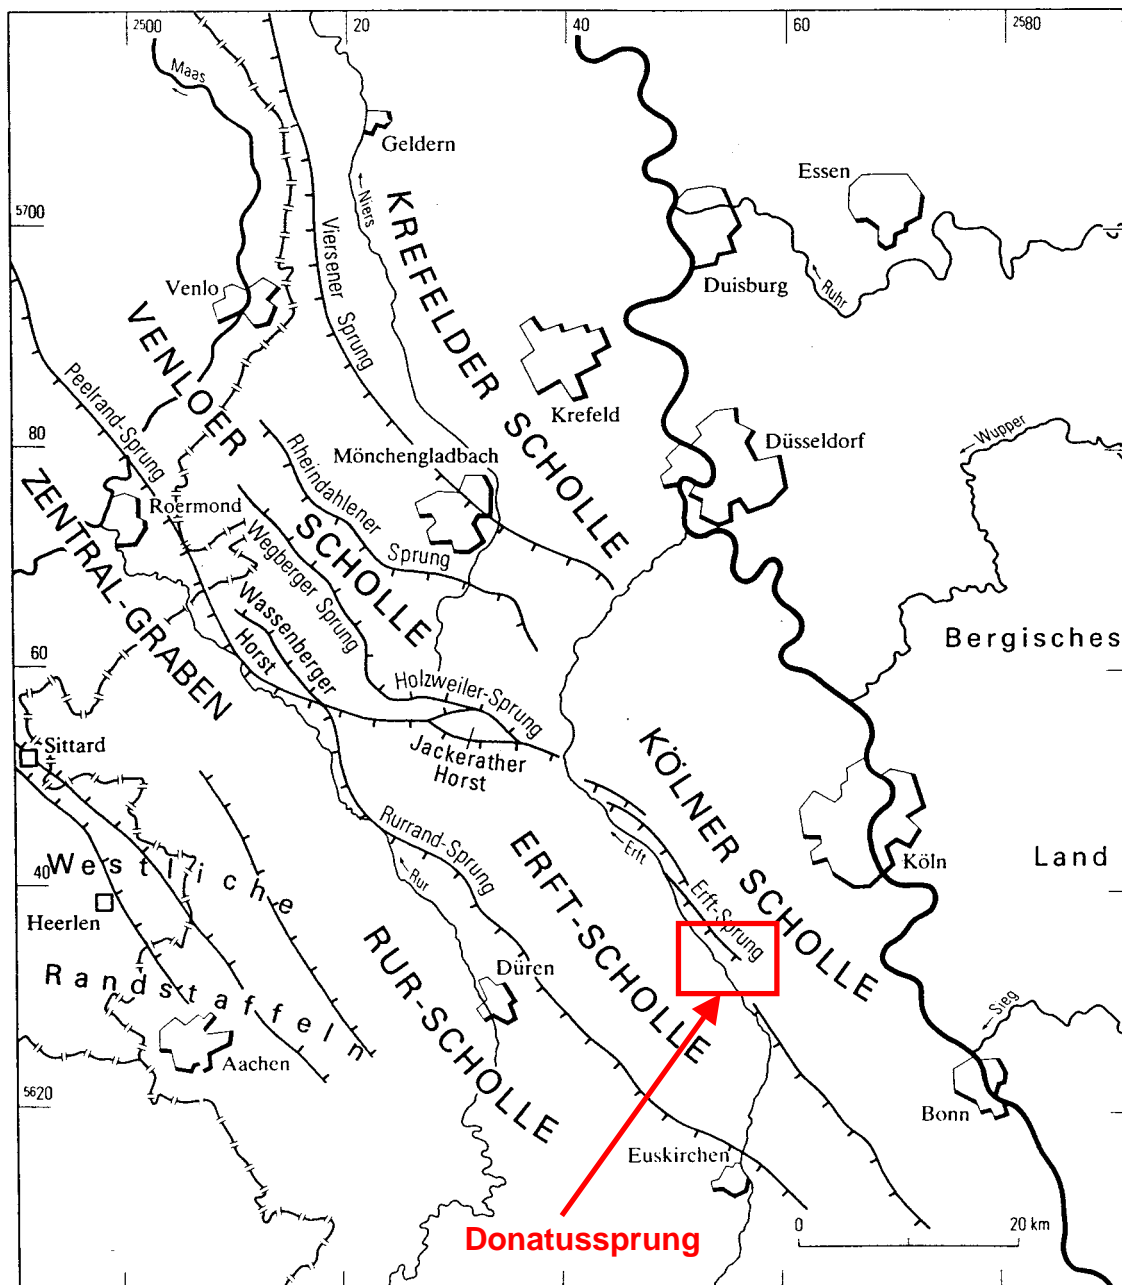 2500
20
40
60
2580
Maas
Geldern
Essen
Niers
5700
KREFELDER SCHOLLE
Viersener Sprung
Venlo
Duisburg
Ruhr
VENLOER
SCHOLLE
Peelrand-Sprung
Krefeld
80
Rheindahlener
Sprung
Mönchengladbach
Düsseldorf
Wupper
Roermond
ZENTRAL-GRABEN
Wegberger Sprung
Wassenberger
Horst
Bergisches
60
Holzweiler-Sprung
Sittard
Jackerather
Horst
KÖLNER SCHOLLE
Rurrand-Sprung
ERFT-SCHOLLE
Erft
Köln
Land
Westliche
40
Heerlen
Rur
Erft-Sprung
RUR-SCHOLLE
Düren
Randstaffeln
Sieg
Aachen
5620
Bonn
Euskirchen
Donatussprung
0
20 km